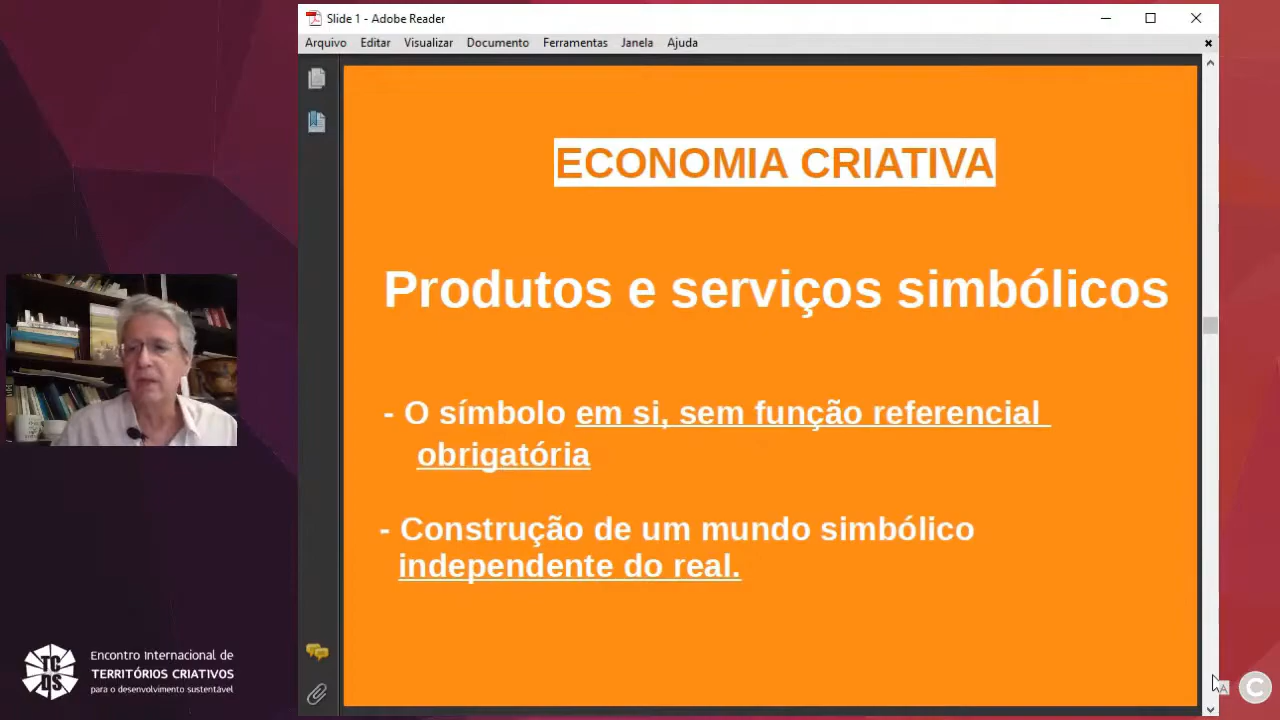 Slide 1 - Adobe Reader
Arquivo Editar Visualizar Documento Ferramentas Janela Ajuda
ECONOMIA CRIATIVA
Produtos e serviços simbólicos
- O símbolo em si, sem função referencial
obrigatória
- Construção de um mundo simbólico
independente do real.
TC
DS
Encontro Internacional de
TERRITÓRIOS CRIATIVOS
para o desenvolvimento sustentável
A
C